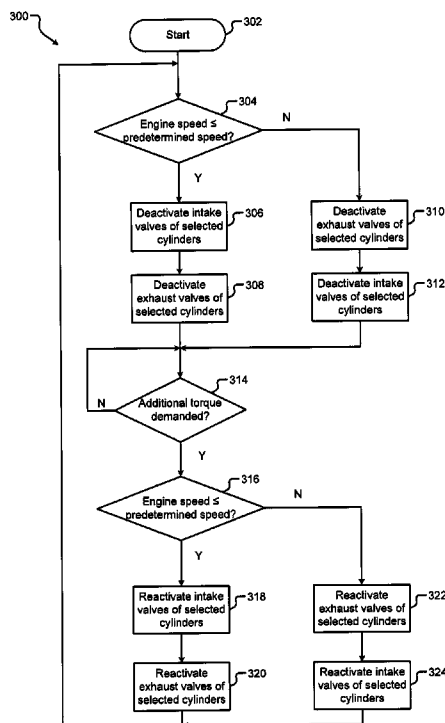 300
Start
302
Engine speed ≤
predetermined speed?
304
N
Y
Deactivate intake
valves of selected
cylinders
306
Deactivate
exhaust valves of
selected cylinders
310
Deactivate
exhaust valves of
selected cylinders
308
Deactivate intake
valves of selected
cylinders
312
Additional torque
demanded?
314
N
Y
Engine speed ≤
predetermined speed?
316
N
Y
Reactivate intake
valves of selected
cylinders
318
Reactivate
exhaust valves of
selected cylinders
322
Reactivate
exhaust valves of
selected cylinders
320
Reactivate intake
valves of selected
cylinders
324